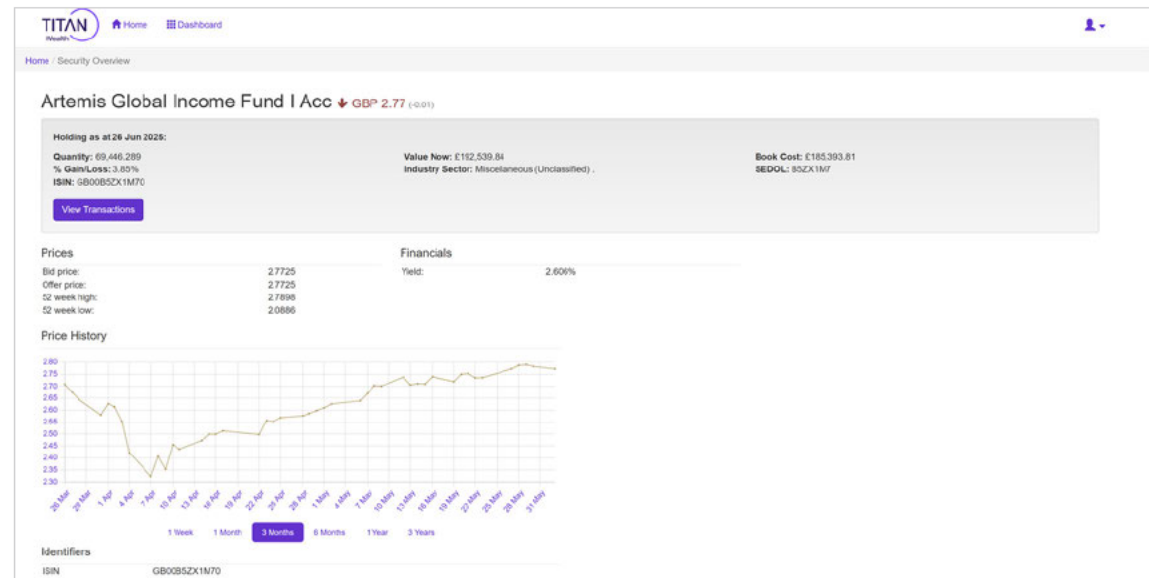 TITAN
Wealth
Home
Dashboard
Home / Security Overview
Artemis Global Income Fund I Acc GBP 2.77 (-0.01)
Holding as at 26 Jun 2025:
Quantity: 69,446.289
Value Now: £192,539.84
Book Cost: £185,393.81
% Gain/Loss: 3.85%
Industry Sector: Miscellaneous (Unclassified) .
SEDOL: B5ZX1M7
ISIN: GB00B5ZX1M70
View Transactions
Prices
Financials
Bid price: 2.7725
Yield: 2.606%
Offer price: 2.7725
52 week high: 2.7898
52 week low: 2.0886
Price History
2.80
2.75
2.70
2.65
2.60
2.55
2.50
2.45
2.40
2.35
2.30
26 Mar
29 Mar
1 Apr
4 Apr
7 Apr
10 Apr
13 Apr
16 Apr
19 Apr
22 Apr
25 Apr
28 Apr
1 May
4 May
7 May
10 May
13 May
16 May
19 May
22 May
25 May
28 May
31 May
1 Week
1 Month
3 Months
6 Months
1 Year
3 Years
Identifiers
ISIN GB00B5ZX1M70